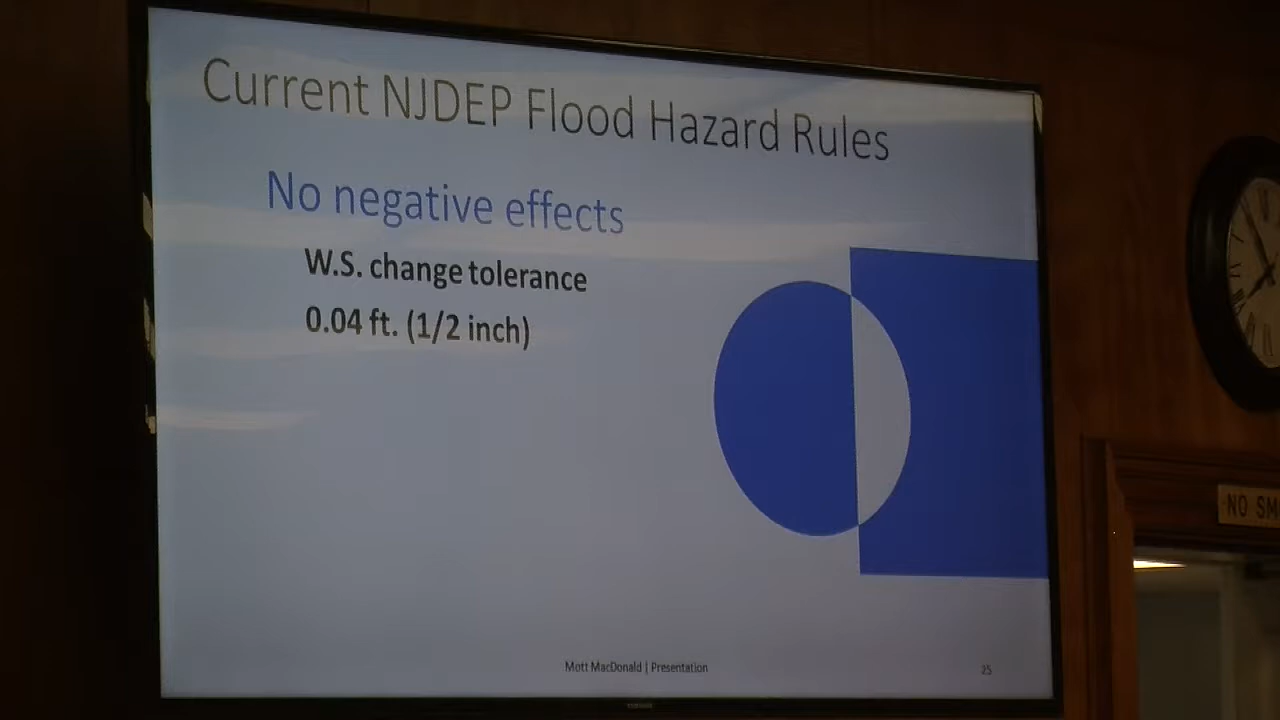 Current NJDEP Flood Hazard Rules
No negative effects
W.S. change tolerance
0.04 ft. (1/2 inch)
Mott MacDonald | Presentation
25
NO SM